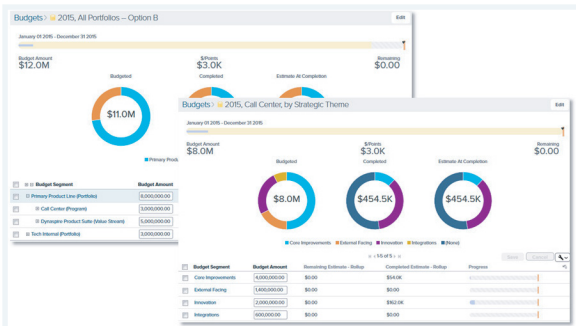 Budgets > 2015, All Portfolios – Option B
Edit
January 01 2015 - December 31 2015
Budget Amount
$12.0M
$/Points
$3.0K
Remaining
$0.00
Budgeted
Completed
Estimate At Completion
$11.0M
Primary Prod
Budget Segment
Budget Amount
Primary Product Line (Portfolio)
6,000,000.00
Call Center (Program)
3,000,000.00
Dynospire Product Suite (Value Stream)
5,000,000.00
Tech Internal (Portfolio)
3,000,000.00
Budgets > 2015, Call Center, by Strategic Theme
Edit
January 01 2015 - December 31 2015
Budget Amount
$8.0M
$/Points
$3.0K
Remaining
$0.00
Budgeted
Completed
Estimate At Completion
$8.0M
$454.5K
$454.5K
Core Improvements External Facing Innovation Integrations (None)
1-5 of 5
Save
Cancel
Budget Segment Budget Amount Remaining Estimate - Rollup Completed Estimate - Rollup Progress
Core Improvements 4,000,000.00 $0.00 $54.0K
External Facing 1,400,000.00 $0.00 $0.00
Innovation 2,000,000.00 $0.00 $162.0K
Integrations 600,000.00 $0.00 $0.00